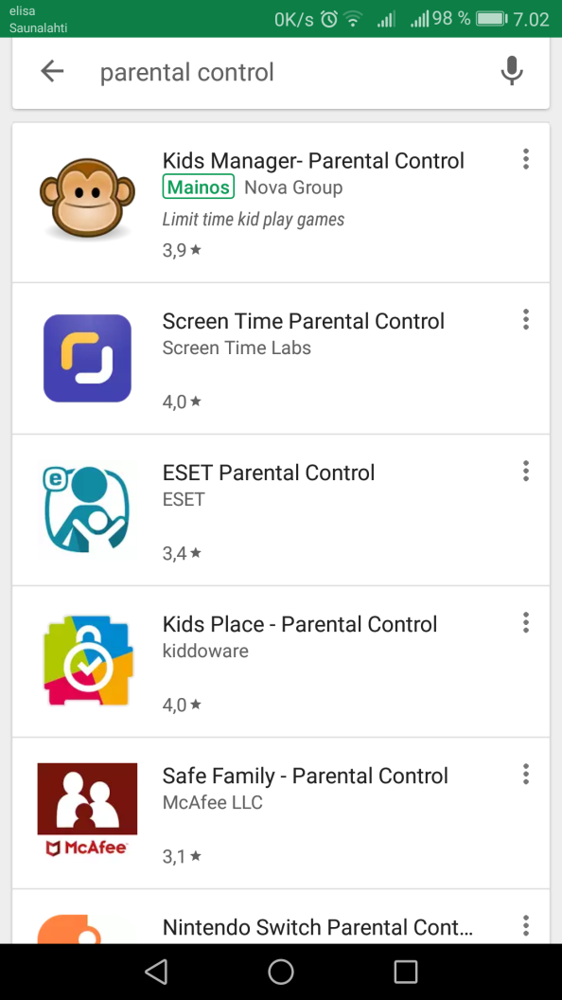 elisa
Saunalahti
0K/s 98 % 7.02
parental control
Kids Manager- Parental Control
Mainos Nova Group
Limit time kid play games
3,9★
Screen Time Parental Control
Screen Time Labs
4,0★
e
ESET Parental Control
ESET
3,4★
Kids Place - Parental Control
kiddoware
4,0★
Safe Family - Parental Control
McAfee LLC
McAfee
3,1★
Nintendo Switch Parental Cont...